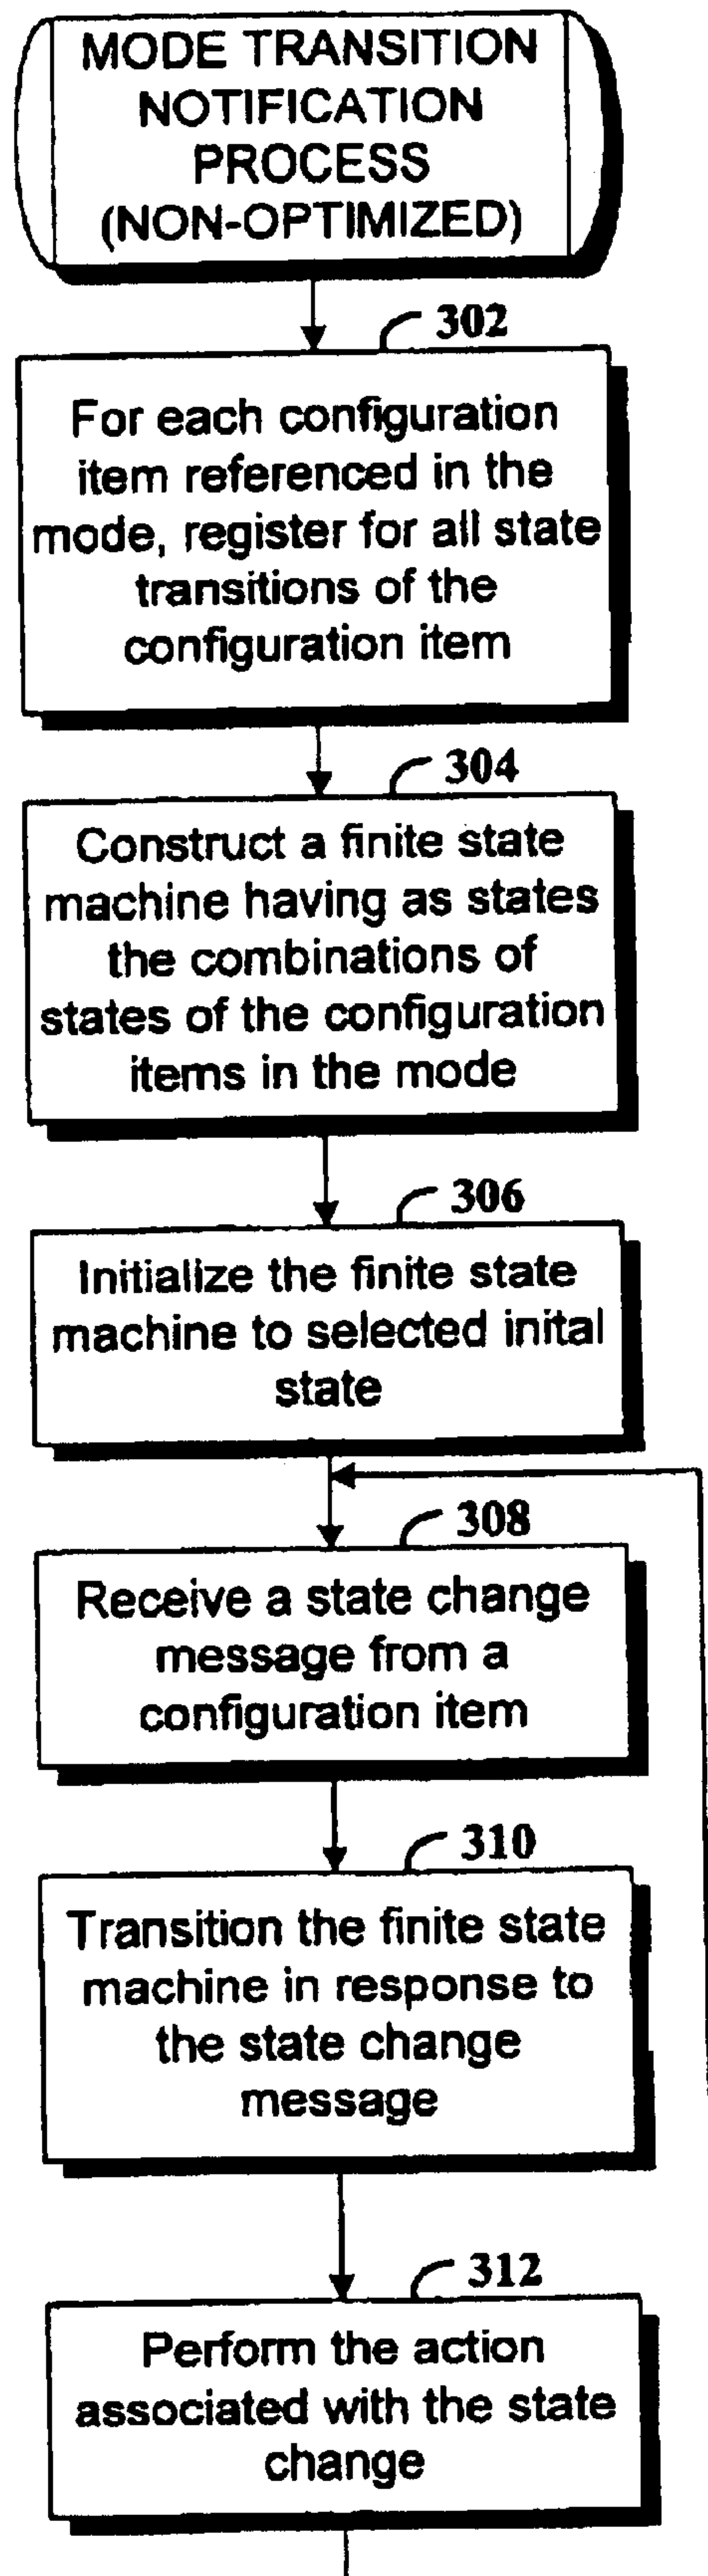 MODE TRANSITION
NOTIFICATION
PROCESS
(NON-OPTIMIZED)
302
For each configuration
item referenced in the
mode, register for all state
transitions of the
configuration item
304
Construct a finite state
machine having as states
the combinations of
states of the configuration
items in the mode
306
Initialize the finite state
machine to selected inital
state
308
Receive a state change
message from a
configuration item
310
Transition the finite state
machine in response to
the state change
message
312
Perform the action
associated with the state
change